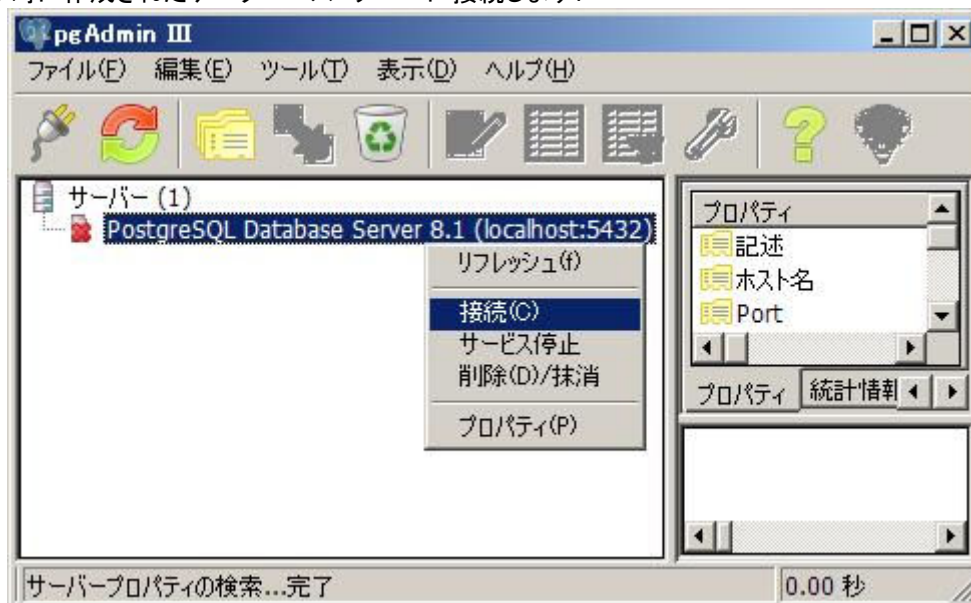 pgAdmin III
ファイル(F) 編集(E) ツール(T) 表示(D) ヘルプ(H)
サーバー (1)
PostgreSQL Database Server 8.1 (localhost:5432)
リフレッシュ(f)
接続(C)
サービス停止
削除(D)/抹消
プロパティ(P)
プロパティ
記述
ホスト名
Port
プロパティ 統計情報
サーバープロパティの検索...完了
0.00 秒